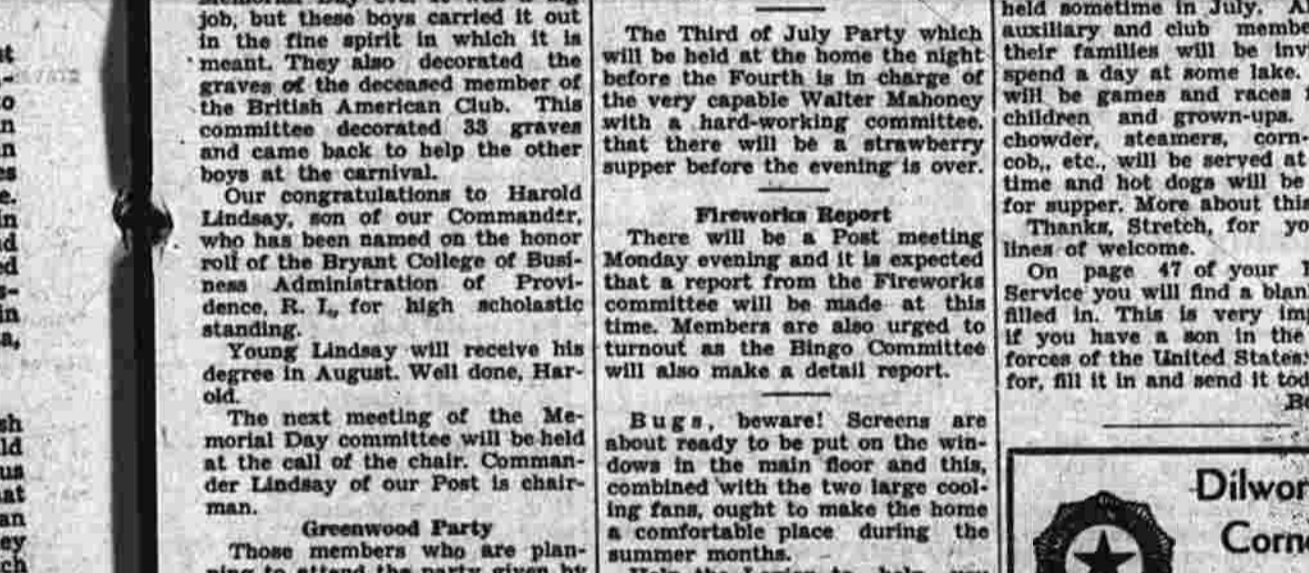 job, but these boys carried it out
in the fine spirit in which it is
meant. They also decorated the
graves of the deceased member of
the British American Club. This
committee decorated 33 graves
and came back to help the other
boys at the carnival.
Our congratulations to Harold
Lindsay, son of our Commander,
who has been named on the honor
roll of the Bryant College of Busi-
ness Administration of Provi-
dence, R. I., for high scholastic
standing.
Young Lindsay will receive his
degree in August. Well done, Har-
old.
The next meeting of the Me-
morial Day committee will be held
at the call of the chair. Comman-
der Lindsay of our Post is chair-
man.
Greenwood Party
Those members who are plan-
ning to attend the party given by
The Third of July Party which
will be held at the home the night
before the Fourth is in charge of
the very capable Walter Mahoney
with a hard-working committee.
that there will be a strawberry
supper before the evening is over.
Fireworks Report
There will be a Post meeting
Monday evening and it is expected
that a report from the Fireworks
committee will be made at this
time. Members are also urged to
turnout as the Bingo Committee
will also make a detail report.
Bugs, beware! Screens are
about ready to be put on the win-
dows in the main floor and this,
combined with the two large cool-
ing fans, ought to make the home
a comfortable place during the
summer months.
held sometime in July.
auxiliary and club
their families will be
spend a day at some lake.
will be games and races
children and grown-ups.
chowder, steamers, corn-
cob,, etc., will be served at
time and hot dogs will be
for supper. More about this
Thanks, Stretch, for
lines of welcome.
On page 47 of your
Service you will find a
filled in. This is very
if you have a son in the
forces of the United States,
for, fill it in and send it